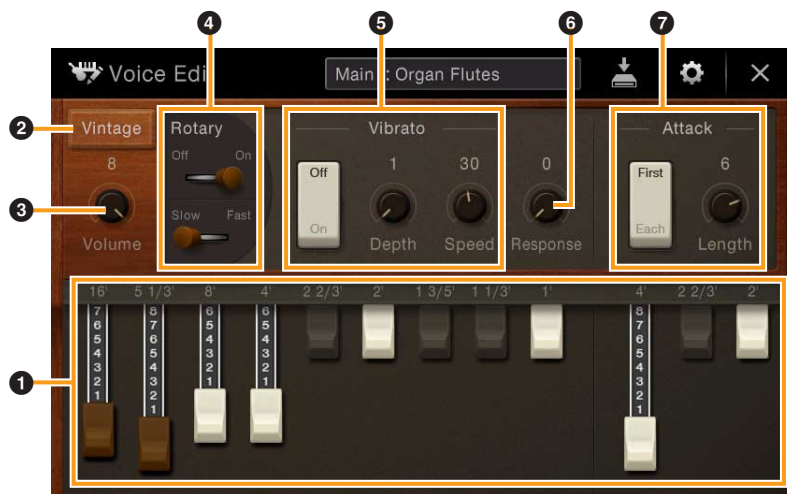 4 5 6 7
Voice Edi Main : Organ Flutes
2 Vintage Rotary Vibrato Attack
Off On
8 1 30 0 6
Off First
3
Slow Fast
On Each
Volume Depth Speed Response Length
16' 5 1/3' 8' 4' 2 2/3' 2' 1 3/5' 1 1/3' 1' 4' 2 2/3' 2'
7 8 6 6 8
6 7 5 5 7
5 6 4 4 6
4 5 3 3 5
3 4 2 2 4
1 2 3 1 1 3
1 2 2
1 1